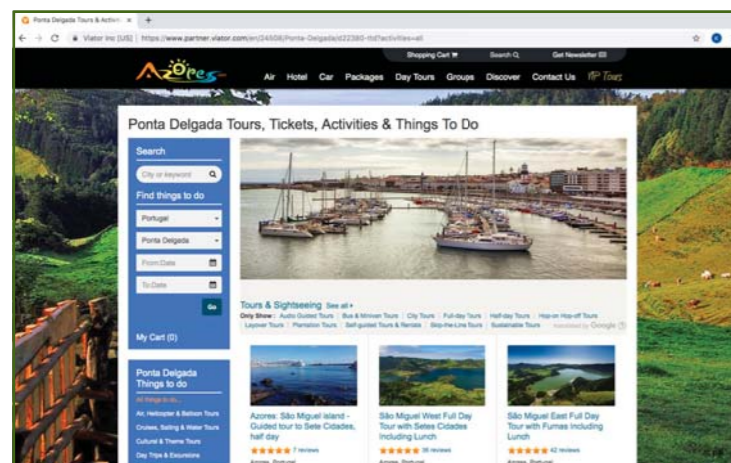 Ponta Delgada Tours & Activit
Viator Inc [US] | https://www.partner.viator.com/en/24508/Ponta-Delgada/d22380-ttd?activities=all
Shopping Cart Search Get Newsletter
Azores
Air Hotel Car Packages Day Tours Groups Discover Contact Us VIP Tours
Ponta Delgada Tours, Tickets, Activities & Things To Do
Search
City or keyword
Find things to do
Portugal
Ponta Delgada
From:Date
To:Date
Go
My Cart (0)
Tours & Sightseeing See all
Only Show: Audio Guided Tours | Bus & Minivan Tours | City Tours | Full-day Tours | Half-day Tours | Hop-on Hop-off Tours
Layover Tours | Plantation Tours | Self-guided Tours & Rentals | Skip-the-Line Tours | Sustainable Tours
Google
Ponta Delgada
Things to do
All things to do...
Air, Helicopter & Balloon Tours
Cruises, Sailing & Water Tours
Cultural & Theme Tours
Day Trips & Excursions
Azores: São Miguel island -
Guided tour to Sete Cidades,
half day
7 reviews
Azores, Portugal
São Miguel West Full Day
Tour with Setes Cidades
Including Lunch
36 reviews
Azores, Portugal
São Miguel East Full Day
Tour with Furnas including
Lunch
42 reviews
Azores, Portugal